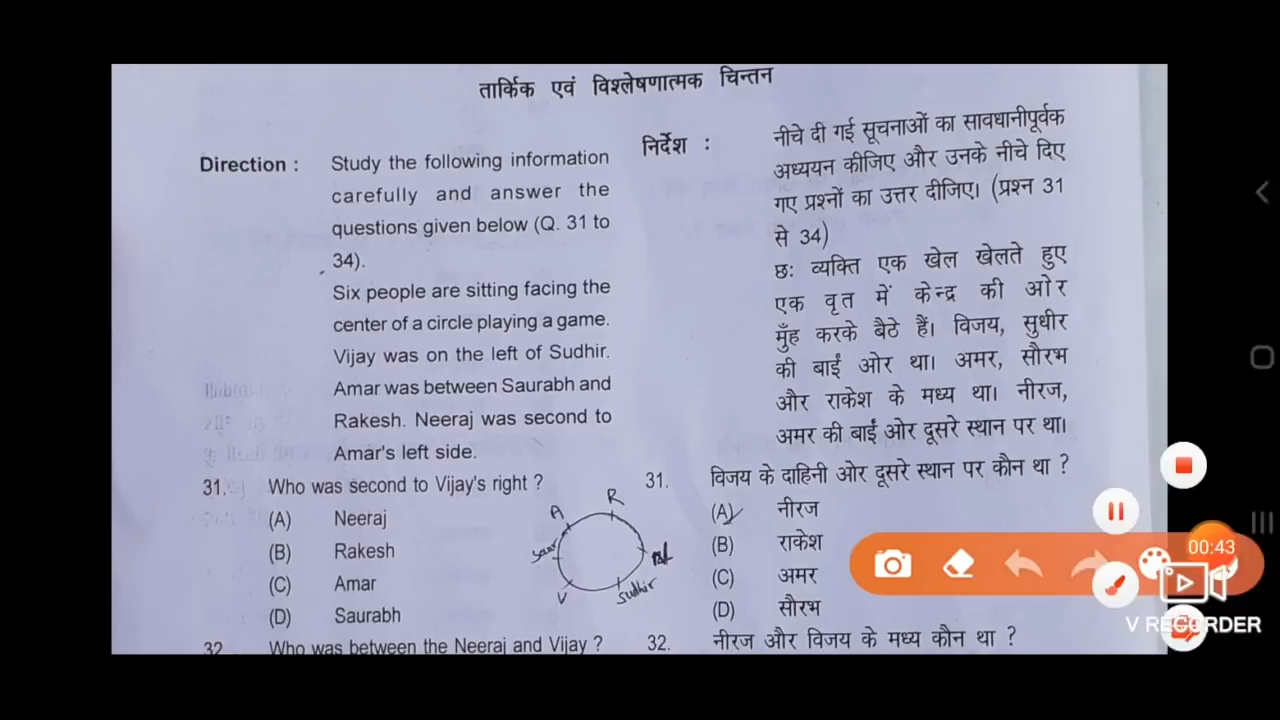 तार्किक एवं विश्लेषणात्मक चिन्तन
Direction : Study the following information
carefully and answer the
questions given below (Q. 31 to
34).
Six people are sitting facing the
center of a circle playing a game.
Vijay was on the left of Sudhir.
Amar was between Saurabh and
Rakesh. Neeraj was second to
Amar's left side.
31. Who was second to Vijay's right ?
(A) Neeraj
(B) Rakesh
(C) Amar
(D) Saurabh
32. Who was between the Neeraj and Vijay ?
A
R
V
Sudhir
निर्देश : नीचे दी गई सूचनाओं का सावधानीपूर्वक
अध्ययन कीजिए और उनके नीचे दिए
गए प्रश्नों का उत्तर दीजिए। (प्रश्न 31
से 34)
छः व्यक्ति एक खेल खेलते हुए
एक वृत में केन्द्र की ओर
मुँह करके बैठे हैं। विजय, सुधीर
की बाईं ओर था। अमर, सौरभ
और राकेश के मध्य था। नीरज,
अमर की बाईं ओर दूसरे स्थान पर था।
31. विजय के दाहिनी ओर दूसरे स्थान पर कौन था ?
(A) नीरज
(B) राकेश
(C) अमर
(D) सौरभ
32. नीरज और विजय के मध्य कौन था ?
00:43
V RECORDER